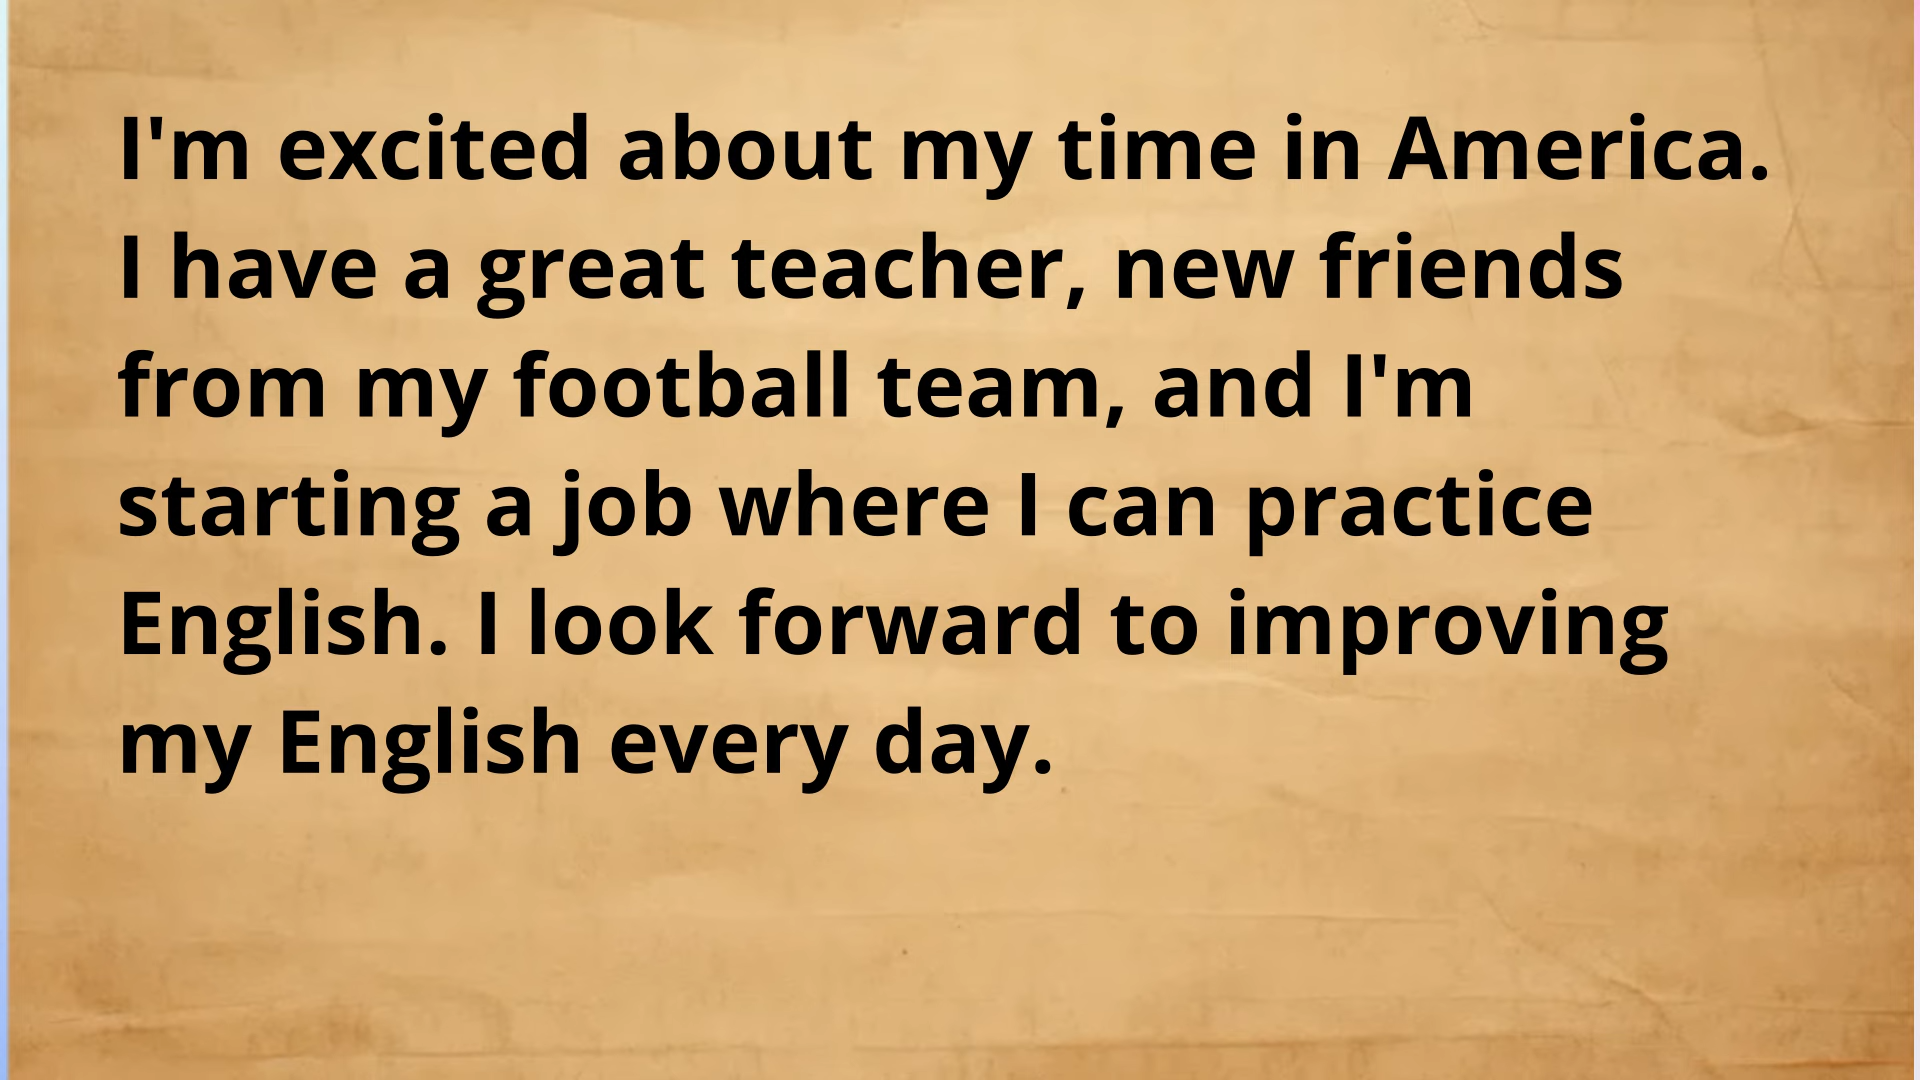 I'm excited about my time in America.
I have a great teacher, new friends
from my football team, and I'm
starting a job where I can practice
English. I look forward to improving
my English every day.